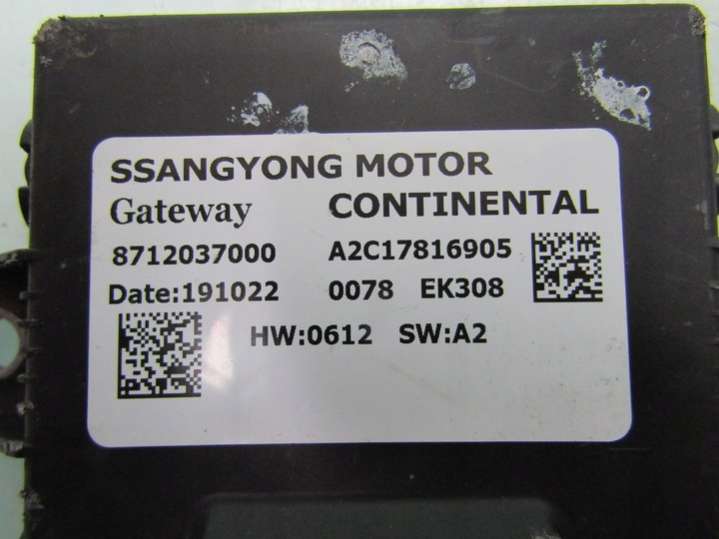 SSANGYONG MOTOR
Gateway CONTINENTAL
8712037000 A2C17816905
Date:191022 0078 EK308
HW:0612 SW:A2